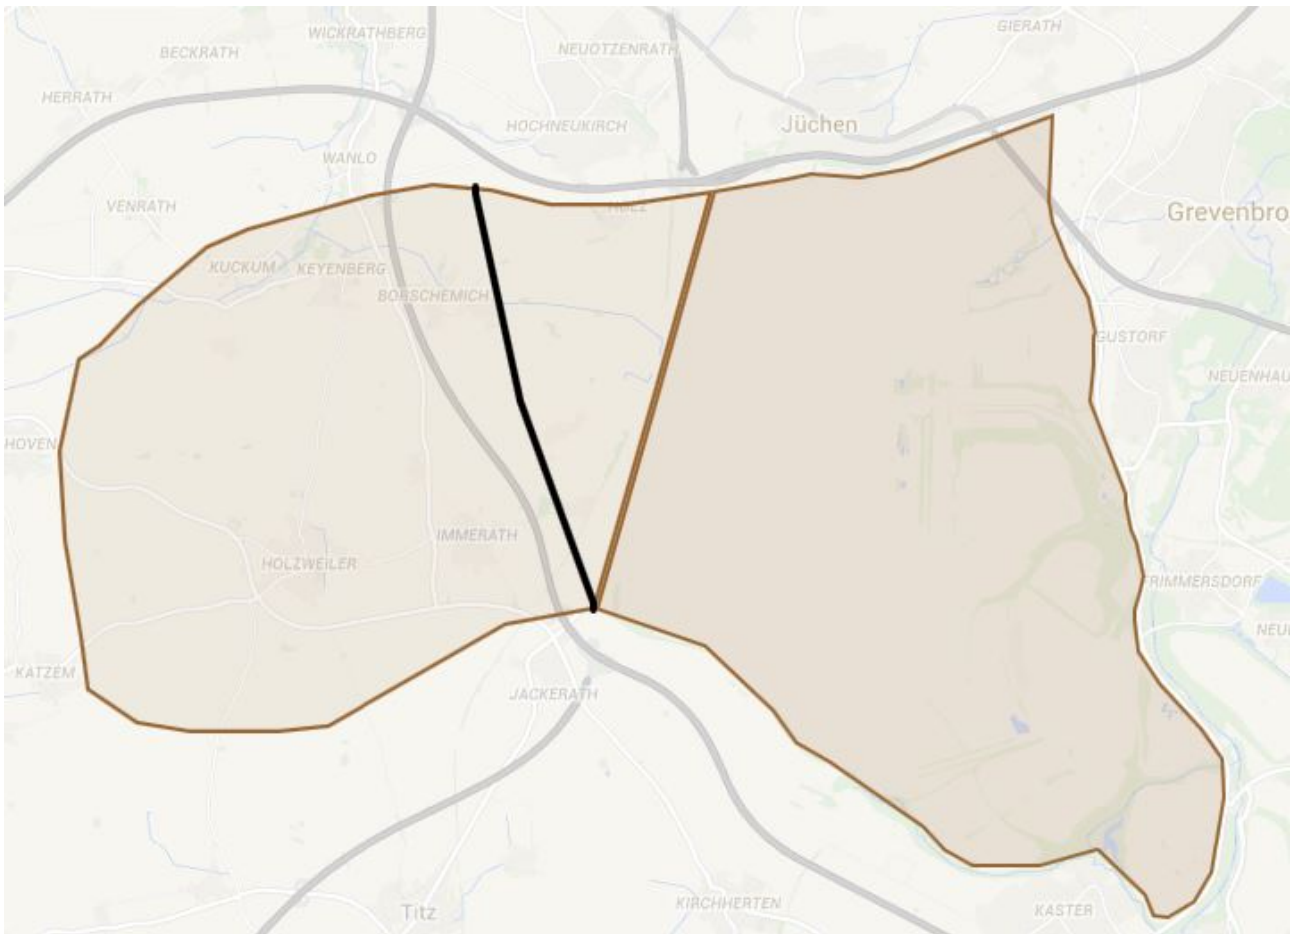 GIERATH
WICKRATHBERG
NEUOTZENRATH
BECKRATH
HERRATH
HOCHNEUKIRCH
Jüchen
WANLO
VENRATH
HOLZ
Grevenbro
KUCKUM
KEYENBERG
BORSCHEMICH
GUSTORF
NEUENHAU
HOVEN
IMMERATH
HOLZWEILER
FRIMMERSDORF
NEU
KATZEM
JACKERATH
KIRCHHERTEN
KASTER
Titz